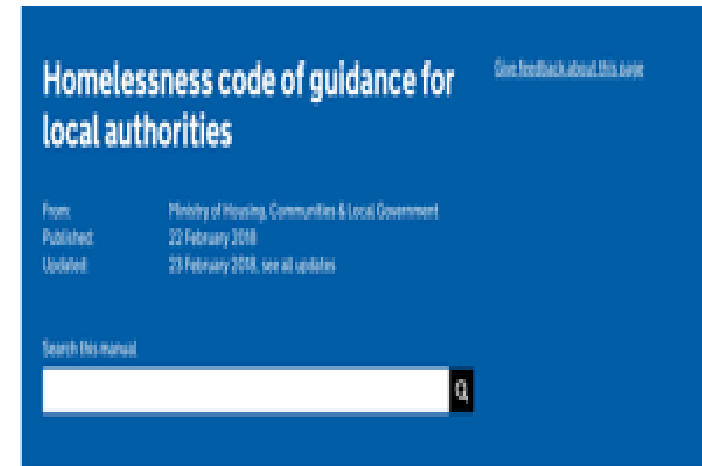 Homelessness code of guidance for
local authorities
Give feedback about this page
From: Ministry of Housing, Communities & Local Government
Published: 22 February 2018
Updated: 23 February 2018, see all updates
Search this manual